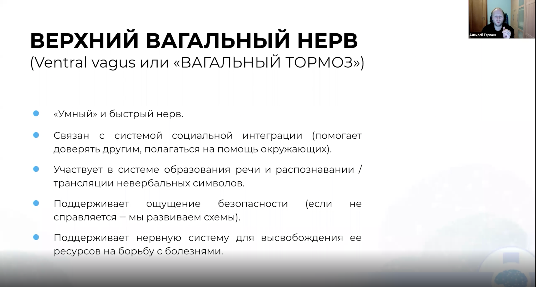 ВЕРХНИЙ ВАГАЛЬНЫЙ НЕРВ
(Ventral vagus или «ВАГАЛЬНЫЙ ТОРМОЗ»)
«Умный» и быстрый нерв.
Связан с системой социальной интеграции (помогает
доверять другим, полагаться на помощь окружающих).
Участвует в системе образования речи и распознавании /
трансляции невербальных символов.
Поддерживает ощущение безопасности (если не
справляется – мы развиваем схемы).
Поддерживает нервную систему для высвобождения ее
ресурсов на борьбу с болезнями.